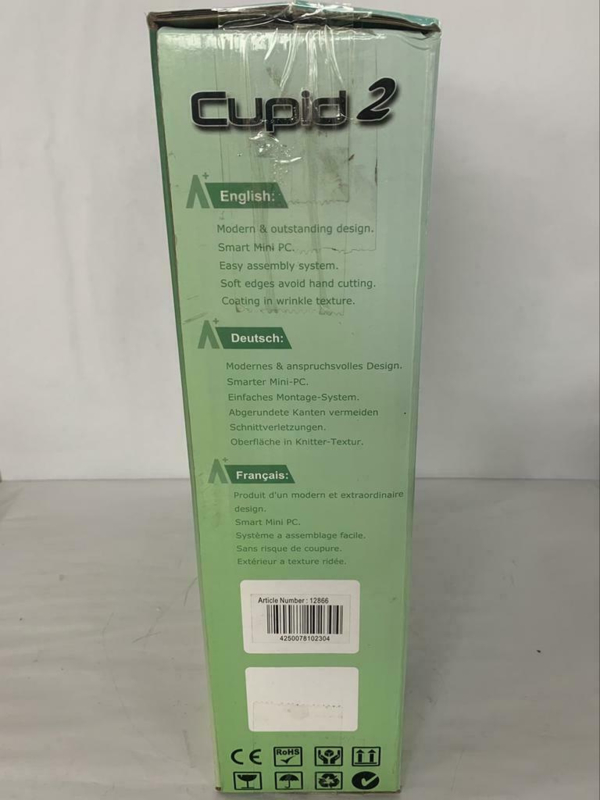 Cupid 2
A+ English:
Modern & outstanding design.
Smart Mini PC.
Easy assembly system.
Soft edges avoid hand cutting.
Coating in wrinkle texture.
A+ Deutsch:
Modernes & anspruchsvolles Design.
Smarter Mini-PC.
Einfaches Montage-System.
Abgerundete Kanten vermeiden
Schnittverletzungen.
Oberfläche in Knitter-Textur.
A+ Français:
Produit d'un modern et extraordinaire
design.
Smart Mini PC.
Système a assemblage facile.
Sans risque de coupure.
Extérieur a texture ridée.
Article Number : 12866
4250078102304
CE RoHS